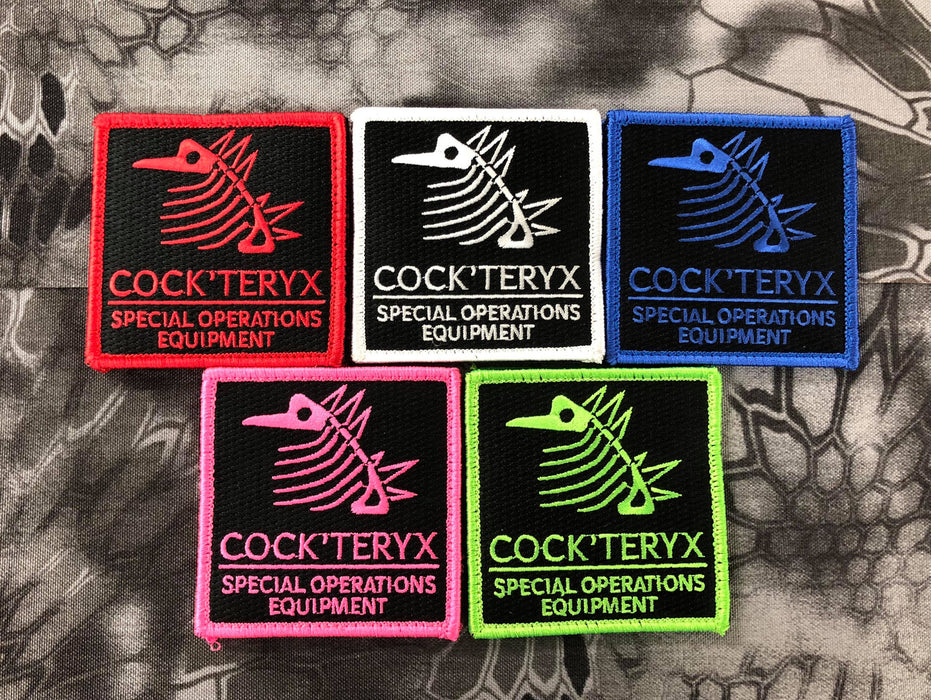 COCK'TERYX
SPECIAL OPERATIONS
EQUIPMENT
COCK'TERYX
SPECIAL OPERATIONS
EQUIPMENT
COCK'TERYX
SPECIAL OPERATIONS
EQUIPMENT
COCK'TERYX
SPECIAL OPERATIONS
EQUIPMENT
COCK'TERYX
SPECIAL OPERATIONS
EQUIPMENT